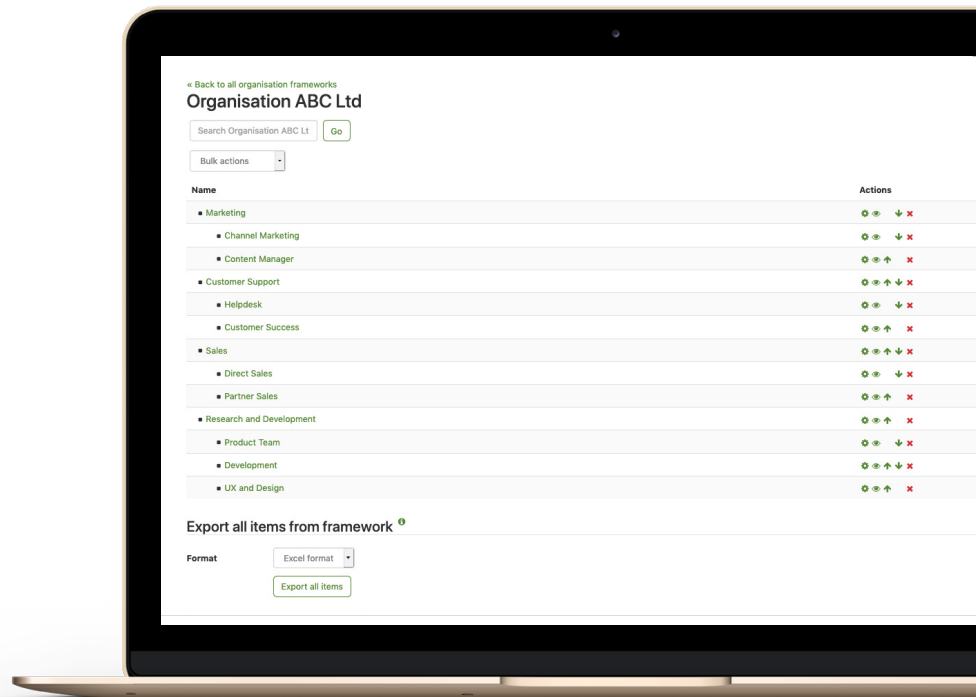 « Back to all organisation frameworks
Organisation ABC Ltd
Search Organisation ABC Lt Go
Bulk actions
Name Actions
Marketing
Channel Marketing
Content Manager
Customer Support
Helpdesk
Customer Success
Sales
Direct Sales
Partner Sales
Research and Development
Product Team
Development
UX and Design
Export all items from framework
Format Excel format
Export all items